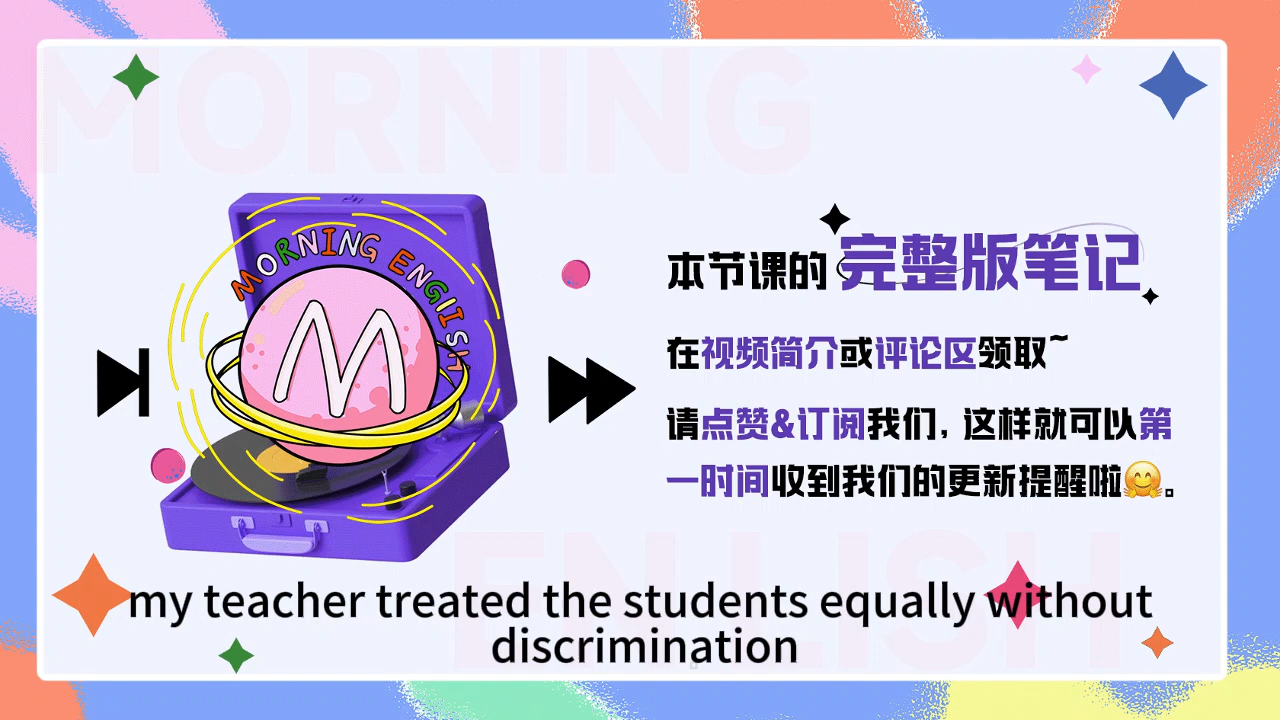 MORNING
MORNING ENGLISH
M
本节课的 完整版笔记
在视频简介或评论区领取~
请点赞&订阅我们，这样就可以第
一时间收到我们的更新提醒啦🤗。
my teacher treated the students equally without
discrimination